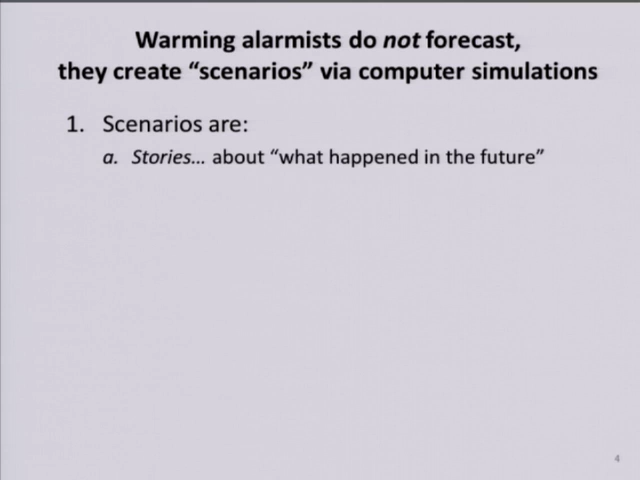 Warming alarmists do not forecast,
they create “scenarios” via computer simulations
1. Scenarios are:
a. Stories... about “what happened in the future”
4